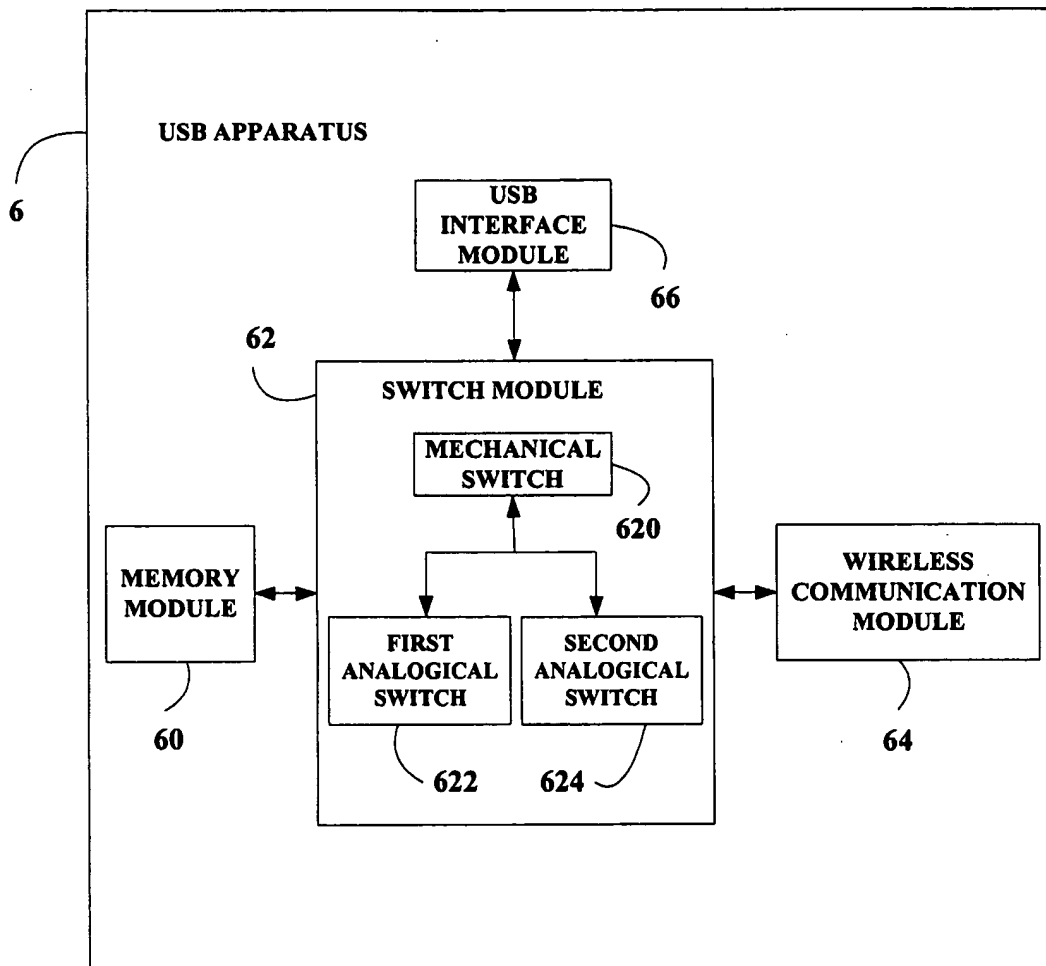 USB APPARATUS
6
USB
INTERFACE
MODULE
66
62
SWITCH MODULE
MECHANICAL
SWITCH
620
MEMORY
MODULE
60
FIRST
ANALOGICAL
SWITCH
622
SECOND
ANALOGICAL
SWITCH
624
WIRELESS
COMMUNICATION
MODULE
64